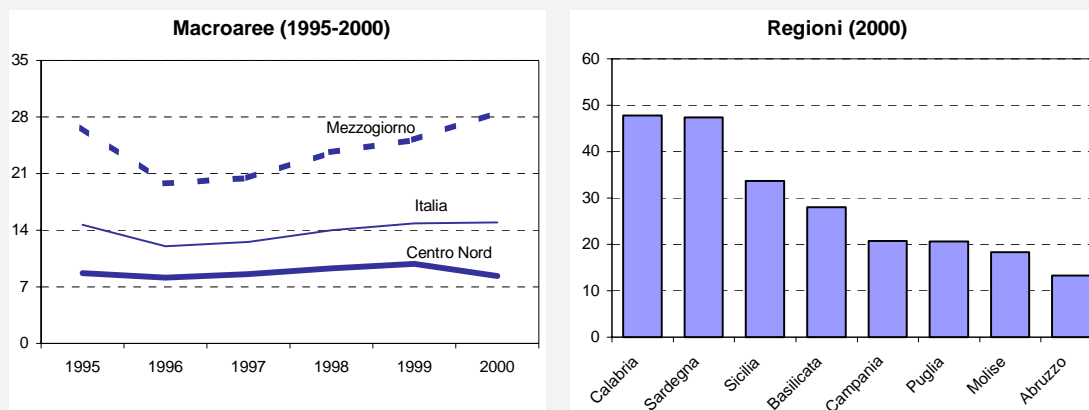 Macroaree (1995-2000)
35
28
21
14
7
0
Mezzogiorno
Italia
Centro Nord
1995 1996 1997 1998 1999 2000
Regioni (2000)
60
50
40
30
20
10
0
Calabria Sardegna Sicilia Basilicata Campania Puglia Molise Abruzzo